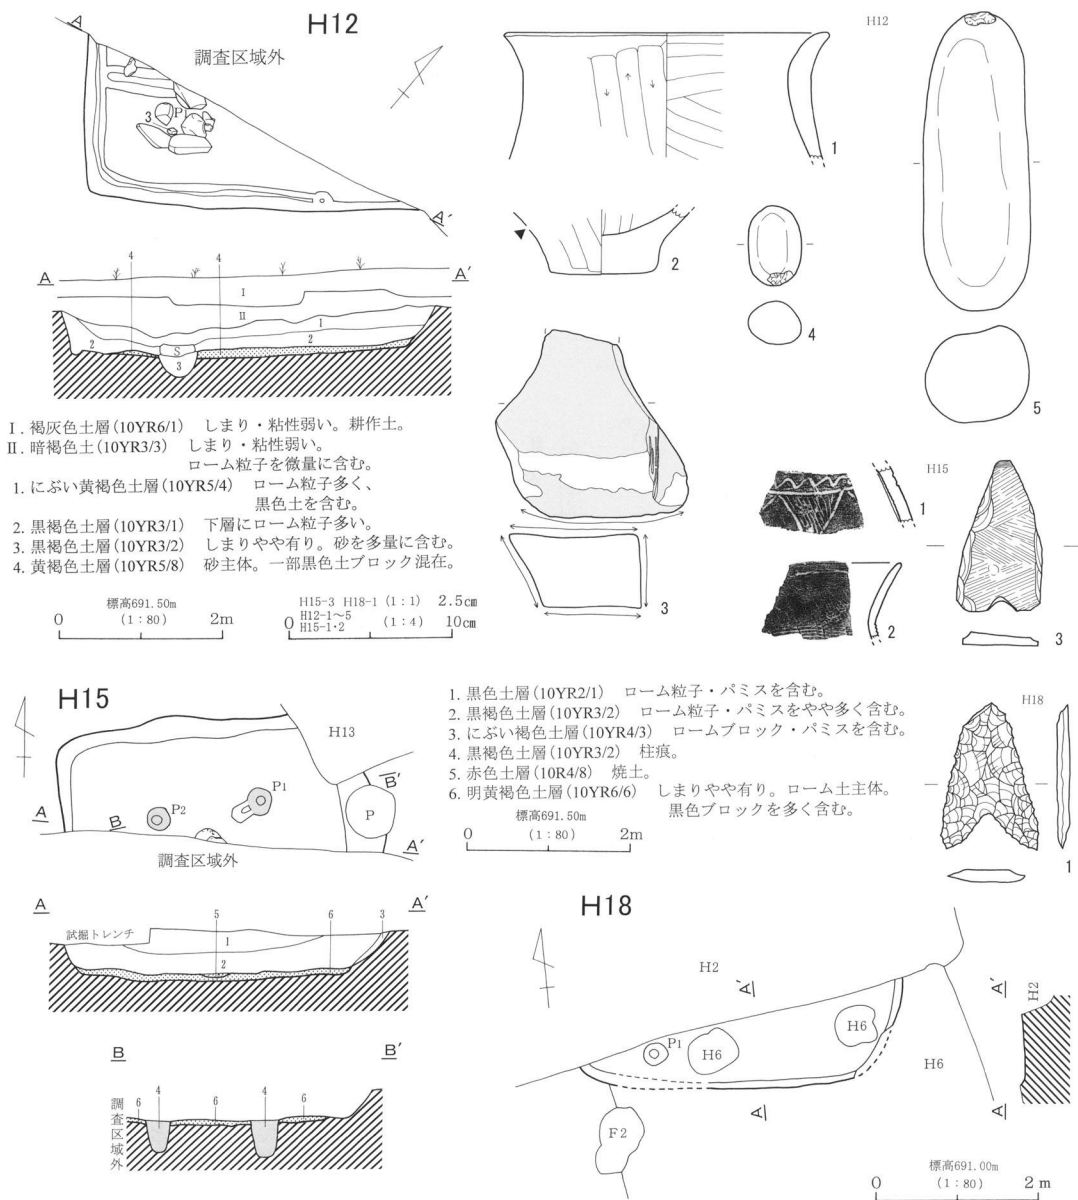 H12
A
調査区域外
3
P1
A'
A
A'
4
4
I
II
1
2
2
S
3
I. 褐灰色土層(10YR6/1) しまり・粘性弱い。耕作土。
II. 暗褐色土(10YR3/3) しまり・粘性弱い。
ローム粒子を微量に含む。
1. にぶい黄褐色土層(10YR5/4) ローム粒子多く、
黒色土を含む。
2. 黒褐色土層(10YR3/1) 下層にローム粒子多い。
3. 黒褐色土層(10YR3/2) しまりやや有り。砂を多量に含む。
4. 黄褐色土層(10YR5/8) 砂主体。一部黒色土ブロック混在。
標高691.50m
0 (1:80) 2m
H15-3 H18-1 (1:1) 2.5cm
H12-1〜5
H15-1・2
0 (1:4) 10cm
H12
1
2
3
4
5
H15
1
2
3
H15
H13
P1
P2
P
A
B
B'
A'
調査区域外
A
A'
試掘トレンチ
5
6
3
I
2
B
B'
調査区域外
6
4
6
4
6
1. 黒色土層(10YR2/1) ローム粒子・パミスを含む。
2. 黒褐色土層(10YR3/2) ローム粒子・パミスをやや多く含む。
3. にぶい褐色土層(10YR4/3) ロームブロック・パミスを含む。
4. 黒褐色土層(10YR3/2) 柱痕。
5. 赤色土層(10R4/8) 焼土。
6. 明黄褐色土層(10YR6/6) しまりやや有り。ローム土主体。
黒色ブロックを多く含む。
標高691.50m
0 (1:80) 2m
H18
1
H18
H2
A'
A'
H2
P1
H6
H6
H6
A
A
F2
標高691.00m
0 (1:80) 2m